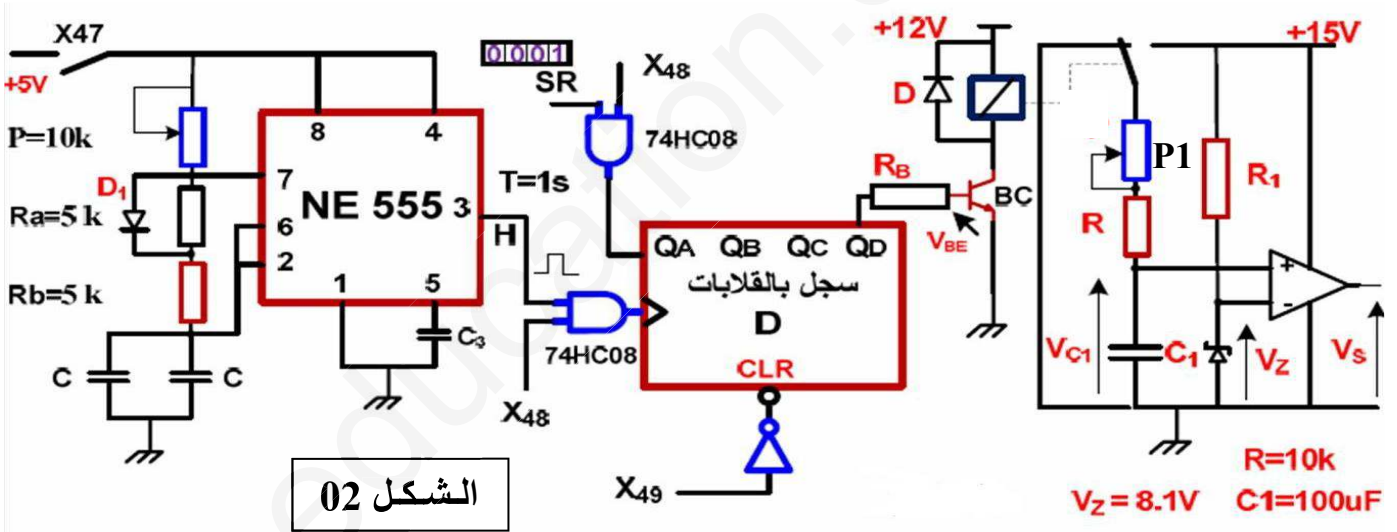 X47
+5V
P=10k
D1
Ra=5 k
Rb=5 k
C
C
8
4
7
6
2
NE 555
3
1
5
C3
T=1s
H
0001
SR
X48
74HC08
74HC08
X48
QA QB QC QD
سجل بالقلابات
D
CLR
X49
RB
VBE
BC
+12V
D
+15V
P1
R
R1
+
-
VC1
C1
VZ
VS
R=10k
VZ = 8.1V C1=100uF
الشكل 02
education.
education.